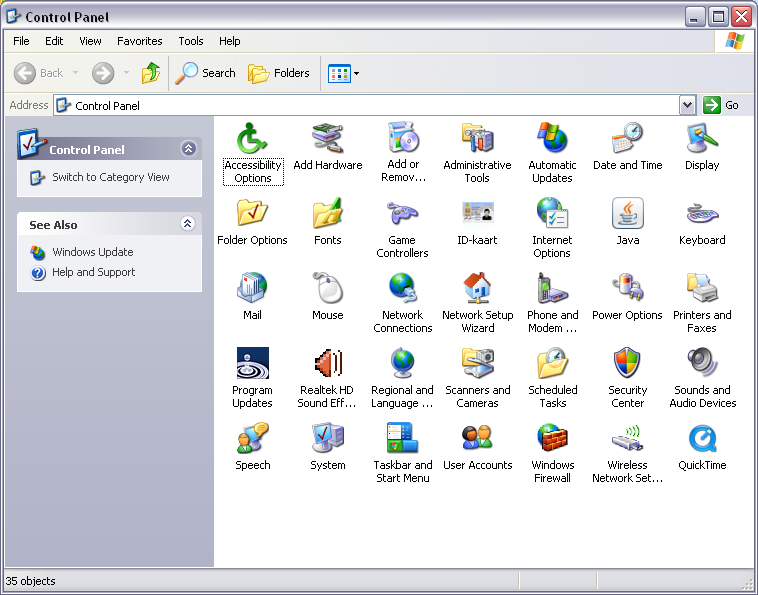 Control Panel
File Edit View Favorites Tools Help
Back Search Folders
Address Control Panel Go
Control Panel
Switch to Category View
See Also
Windows Update
Help and Support
Accessibility
Options
Add Hardware
Add or
Remov...
Administrative
Tools
Automatic
Updates
Date and Time
Display
Folder Options
Fonts
Game
Controllers
ID-kaart
Internet
Options
Java
Keyboard
Mail
Mouse
Network
Connections
Network Setup
Wizard
Phone and
Modem ...
Power Options
Printers and
Faxes
Program
Updates
Realtek HD
Sound Eff...
Regional and
Language ...
Scanners and
Cameras
Scheduled
Tasks
Security
Center
Sounds and
Audio Devices
Speech
System
Taskbar and
Start Menu
User Accounts
Windows
Firewall
Wireless
Network Set...
QuickTime
35 objects